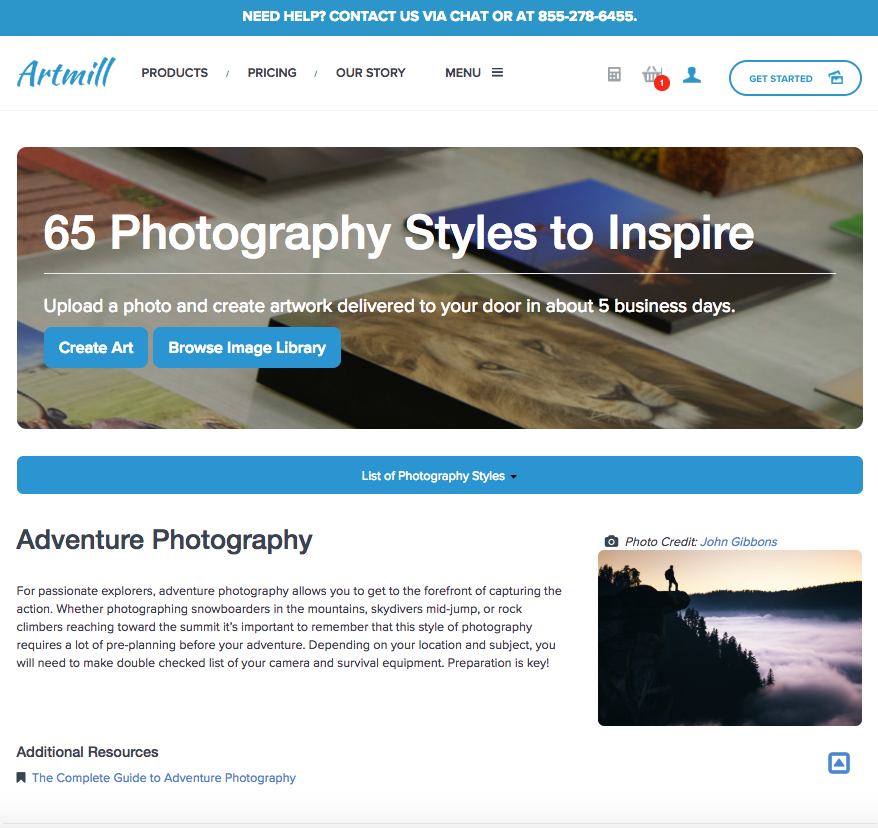 NEED HELP? CONTACT US VIA CHAT OR AT 855-278-6455.
Artmill
PRODUCTS / PRICING / OUR STORY MENU
1
GET STARTED
65 Photography Styles to Inspire
Upload a photo and create artwork delivered to your door in about 5 business days.
Create Art Browse Image Library
List of Photography Styles
Adventure Photography
Photo Credit: John Gibbons
For passionate explorers, adventure photography allows you to get to the forefront of capturing the
action. Whether photographing snowboarders in the mountains, skydivers mid-jump, or rock
climbers reaching toward the summit it's important to remember that this style of photography
requires a lot of pre-planning before your adventure. Depending on your location and subject, you
will need to make double checked list of your camera and survival equipment. Preparation is key!
Additional Resources
The Complete Guide to Adventure Photography